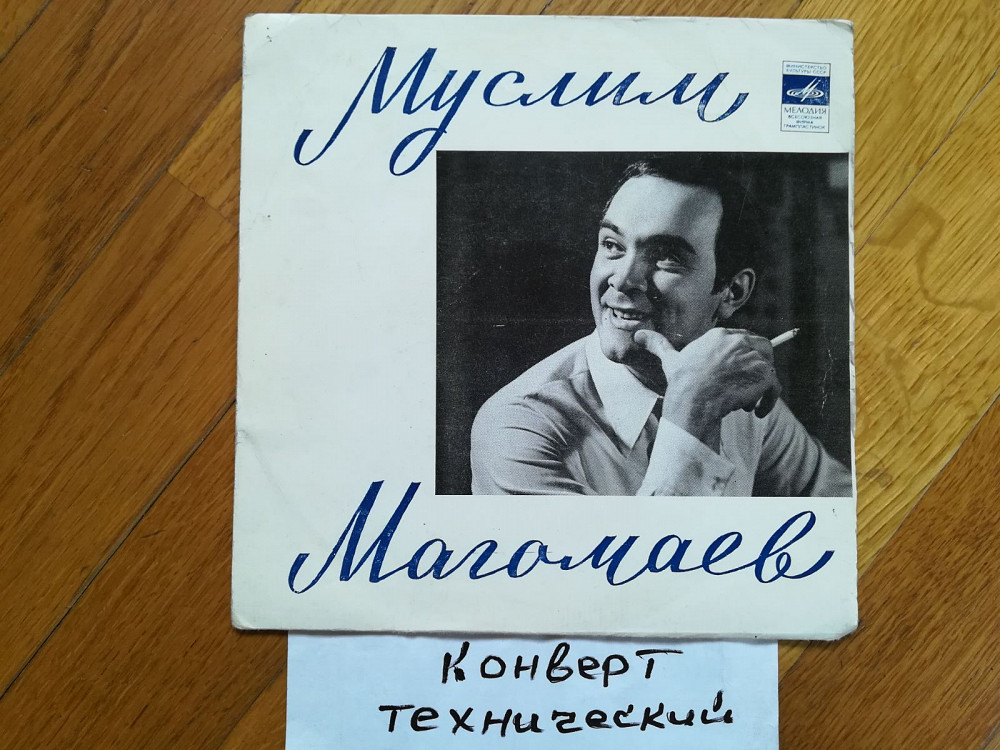 Муслим
МИНИСТЕРСТВО
КУЛЬТУРЫ СССР
МЕЛОДИЯ
ВСЕСОЮЗНАЯ
ФИРМА
ГРАМПЛАСТИНОК
Магомаев
Конверт
технический